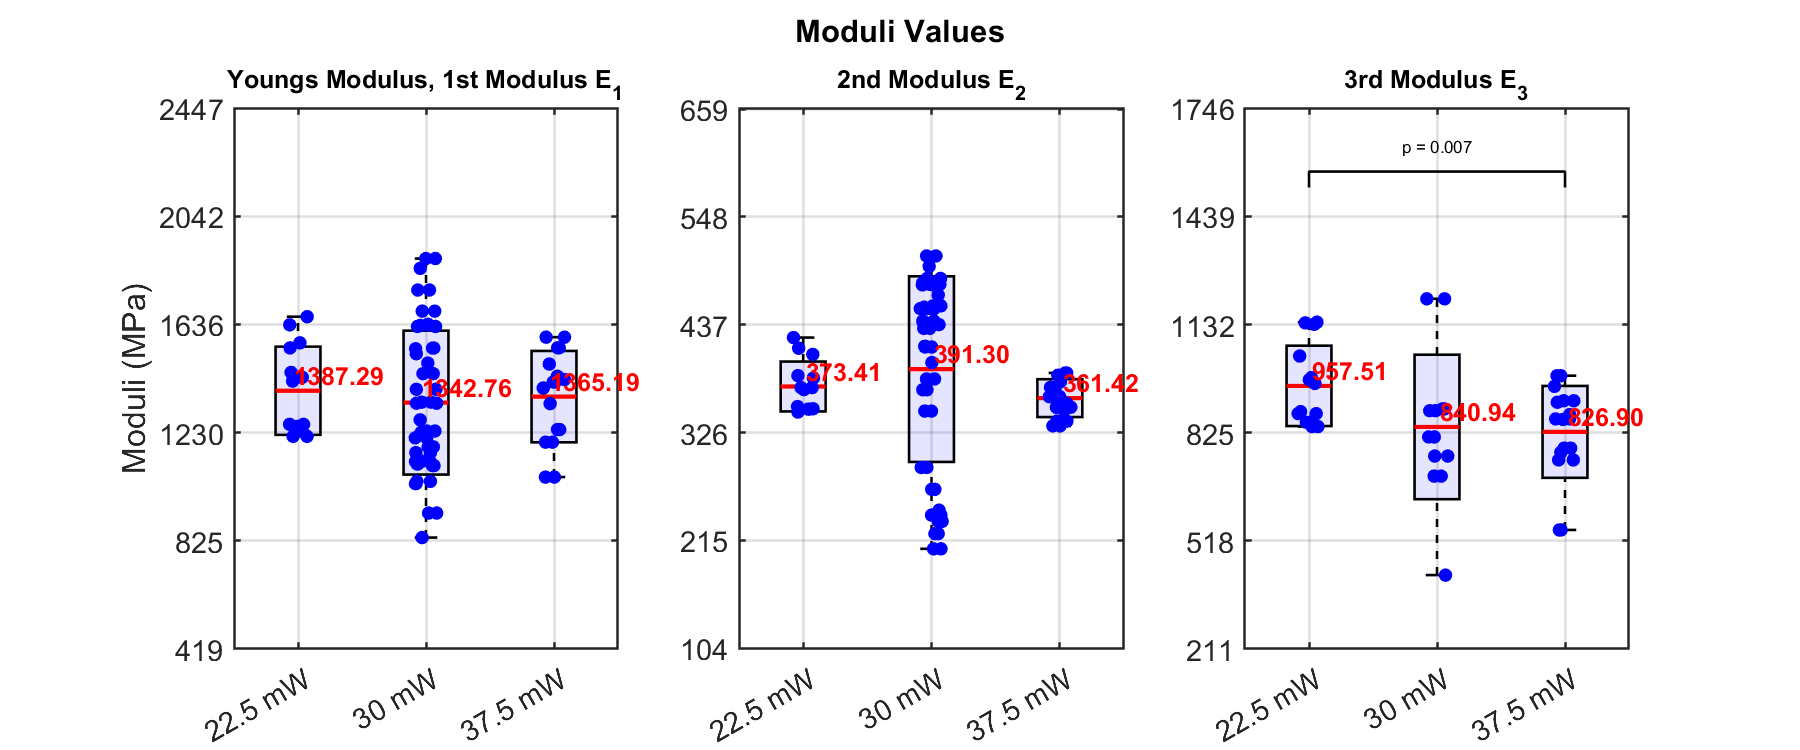 Moduli Values
Youngs Modulus, 1st Modulus E1
2nd Modulus E2
3rd Modulus E3
Moduli (MPa)
2447
2042
1636
1230
825
419
1387.29
1342.76
1365.19
22.5 mW
30 mW
37.5 mW
659
548
437
326
215
104
373.41
391.30
361.42
22.5 mW
30 mW
37.5 mW
1746
1439
1132
825
518
211
p = 0.007
957.51
840.94
826.90
22.5 mW
30 mW
37.5 mW